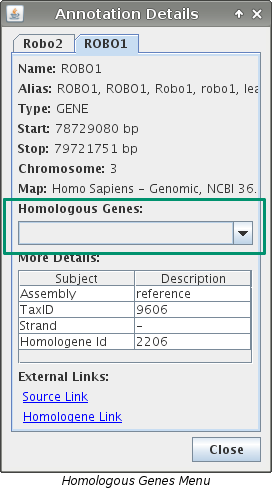 Annotation Details
Robo2 ROBO1
Name: ROBO1
Alias: ROBO1, ROBO1, Robo1, robo1, lea
Type: GENE
Start: 78729080 bp
Stop: 79721751 bp
Chromosome: 3
Map: Homo Sapiens - Genomic, NCBI 36.
Homologous Genes:
More Details:
Subject Description
Assembly reference
TaxID 9606
Strand -
Homologene Id 2206
External Links:
Source Link
Homologene Link
Close
Homologous Genes Menu